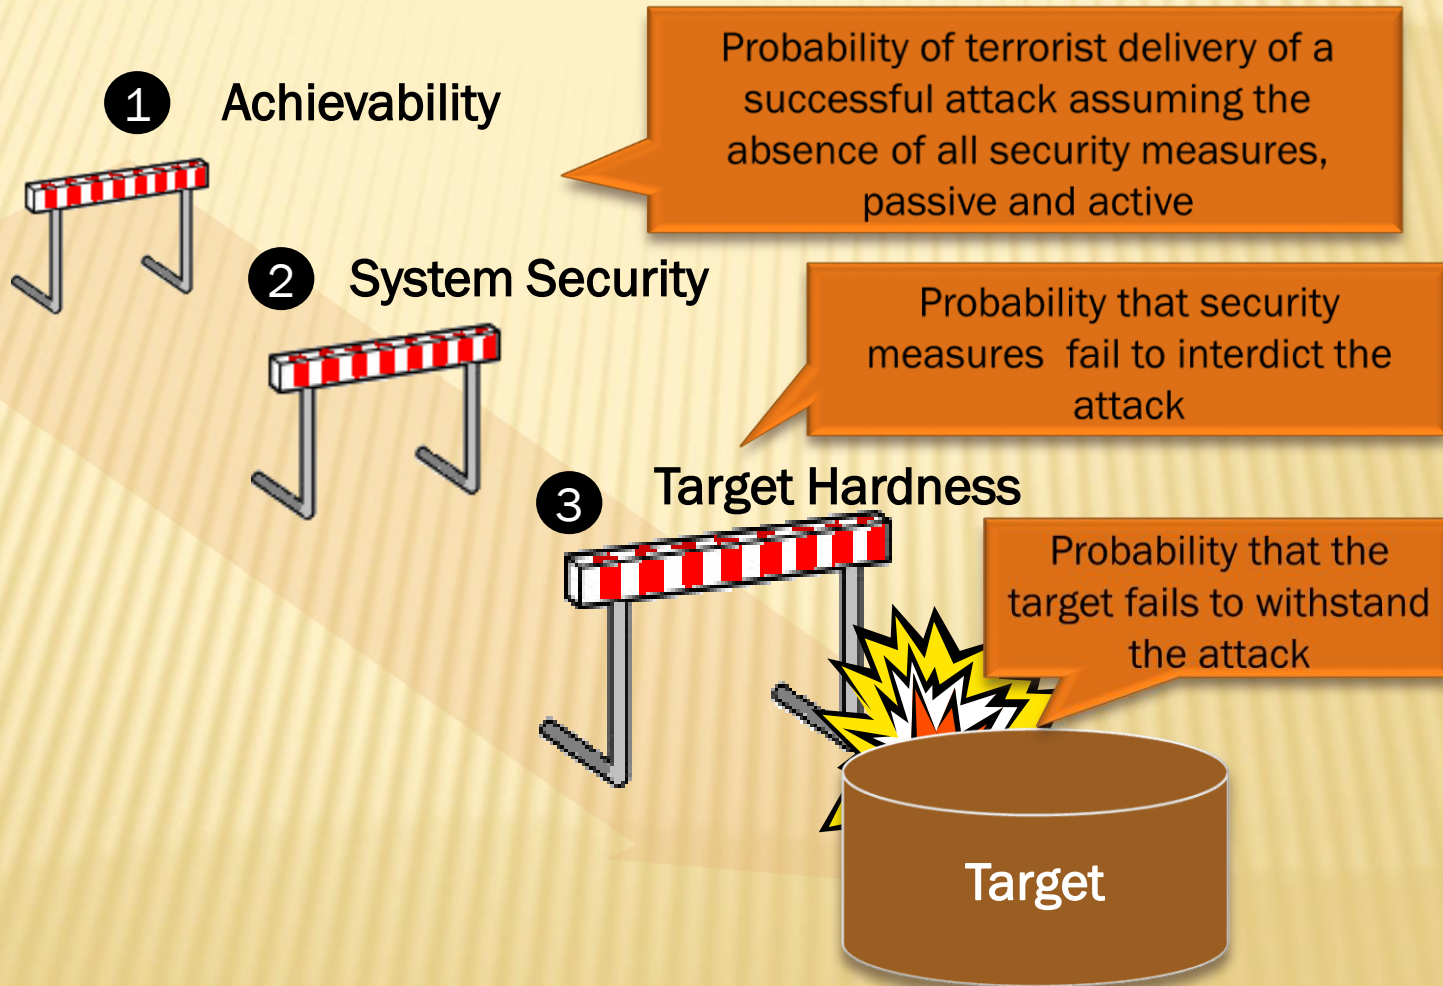 1 Achievability
Probability of terrorist delivery of a
successful attack assuming the
absence of all security measures,
passive and active
2 System Security
Probability that security
measures fail to interdict the
attack
3 Target Hardness
Probability that the
target fails to withstand
the attack
Target